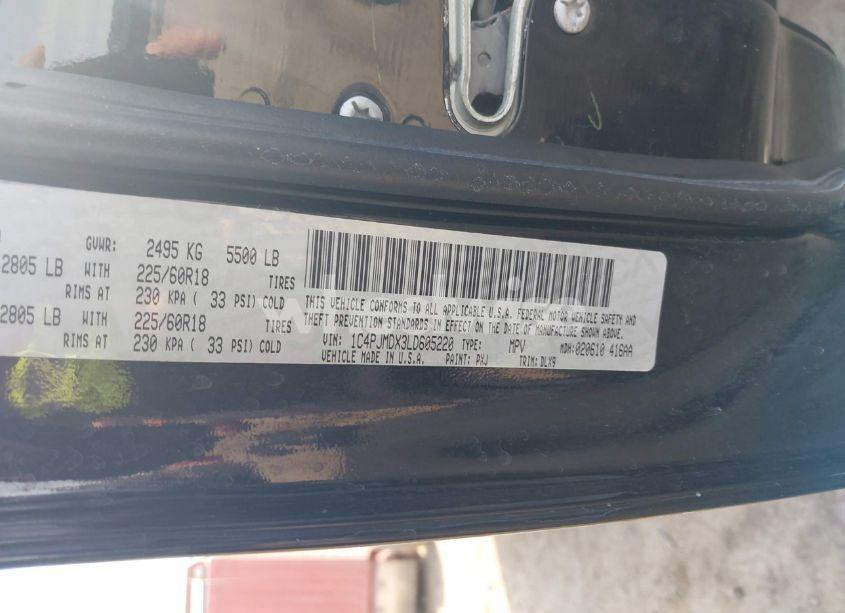 GVWR: 2495 KG 5500 LB
2805 LB WITH 225/60R18 TIRES
RIMS AT 230 KPA ( 33 PSI) COLD
2805 LB WITH 225/60R18 TIRES
RIMS AT 230 KPA ( 33 PSI) COLD
THIS VEHICLE CONFORMS TO ALL APPLICABLE U.S.A. FEDERAL MOTOR VEHICLE SAFETY AND
THEFT PREVENTION STANDARDS IN EFFECT ON THE DATE OF MANUFACTURE SHOWN ABOVE.
VIN: 1C4PJMDX3LD605220 TYPE: MPV MDH:020610 416AA
VEHICLE MADE IN U.S.A. PAINT: PXJ TRIM: DLX9